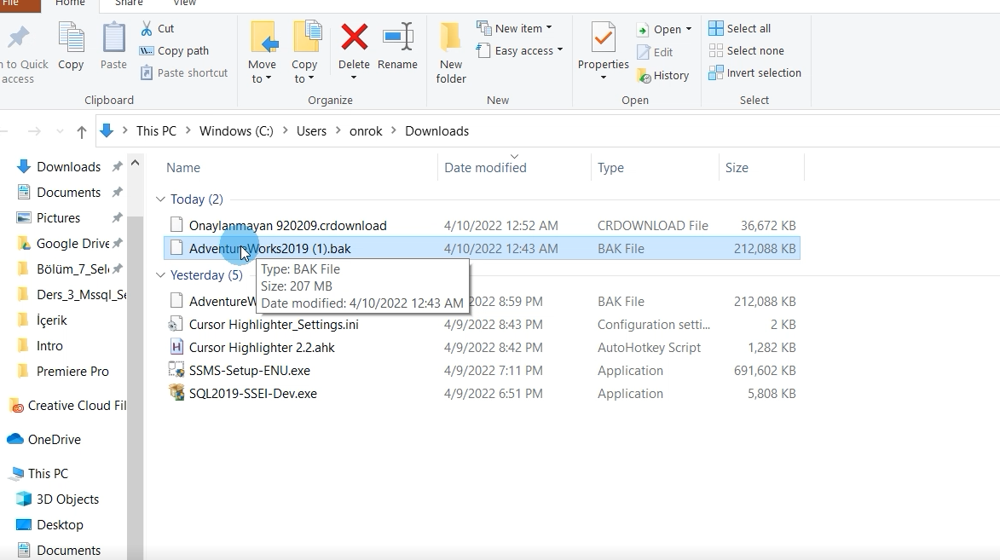 File
Home
Share
View
Cut
Copy path
Paste shortcut
n to Quick
access
Copy
Paste
Clipboard
Move
to
Copy
to
Delete
Rename
Organize
New
folder
New item
Easy access
New
Properties
Open
Edit
History
Open
Select all
Select none
Invert selection
Select
This PC
Windows (C:)
Users
onrok
Downloads
Downloads
Documents
Pictures
Google Drive
Bölüm_7_Sele
Ders_3_Mssql_Se
İçerik
Intro
Premiere Pro
Creative Cloud Fil
OneDrive
This PC
3D Objects
Desktop
Documents
Name Date modified Type Size
Today (2)
Onaylanmayan 920209.crdownload 4/10/2022 12:52 AM CRDOWNLOAD File 36,672 KB
AdventureWorks2019 (1).bak 4/10/2022 12:43 AM BAK File 212,088 KB
Type: BAK File
Size: 207 MB
Date modified: 4/10/2022 12:43 AM
Yesterday (5)
AdventureW 2022 8:59 PM BAK File 212,088 KB
Cursor Highlighter_Settings.ini 4/9/2022 8:43 PM Configuration setti... 2 KB
Cursor Highlighter 2.2.ahk 4/9/2022 8:42 PM AutoHotkey Script 1,282 KB
SSMS-Setup-ENU.exe 4/9/2022 7:11 PM Application 691,602 KB
SQL2019-SSEI-Dev.exe 4/9/2022 6:51 PM Application 5,808 KB